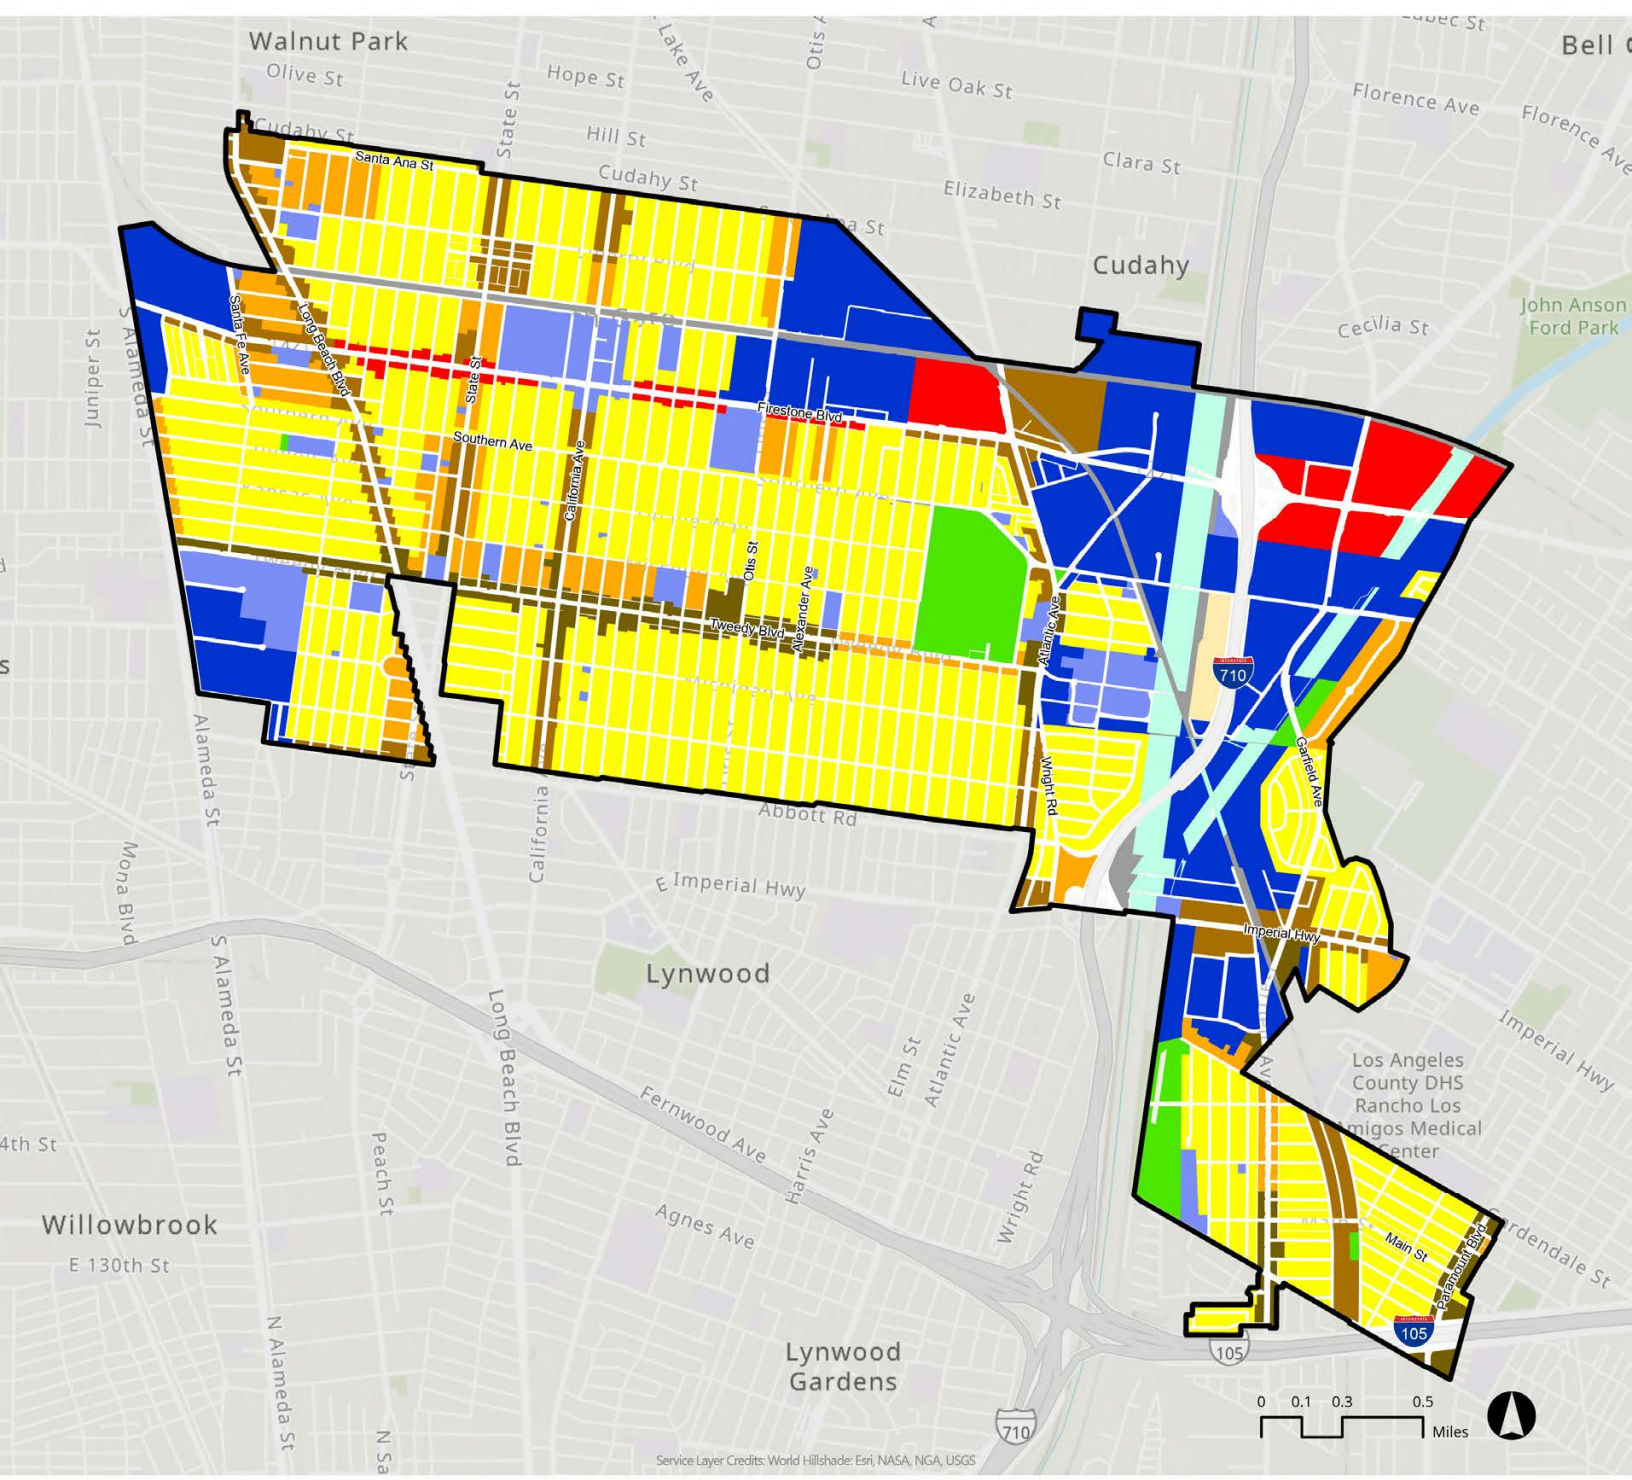 Walnut Park
Olive St
Hope St
Lake Ave
Live Oak St
Bell
Florence Ave
Florence Ave
State St
Hill St
Clara St
Cudahy St
Santa Ana St
Cudahy St
Elizabeth St
Cudahy
John Anson
Ford Park
Cecilia St
Juniper St
S Alameda St
Santa Fe Ave
Long Beach Blvd
State St
Firestone Blvd
Southern Ave
California Ave
Otis St
Alexander Ave
Tweedy Blvd
Atlantic Ave
INTERSTATE
710
Garfield Ave
Wright Rd
Abbott Rd
Alameda St
Mona Blvd
E Imperial Hwy
Imperial Hwy
Lynwood
S Alameda St
Long Beach Blvd
Elm St
Atlantic Ave
Imperial Hwy
Los Angeles
County DHS
Rancho Los
Amigos Medical
Center
Fernwood Ave
Harris Ave
4th St
Peach St
Wright Rd
Willowbrook
E 130th St
Agnes Ave
Main St
Paramount Blvd
Gardendale St
INTERSTATE
105
105
N Alameda St
Lynwood
Gardens
710
0 0.1 0.3 0.5
Miles
Service Layer Credits: World Hillshade: Esri, NASA, NGA, USGS